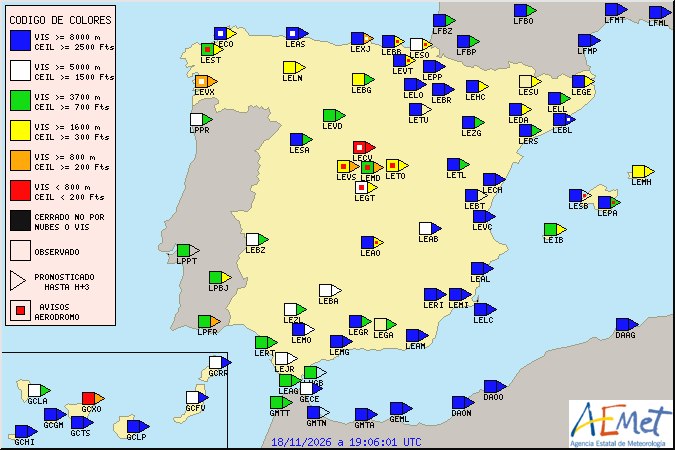 CODIGO DE COLORES
VIS >= 8000 m
CEIL >= 2500 Fts
VIS >= 5000 m
CEIL >= 1500 Fts
VIS >= 3700 m
CEIL >= 700 Fts
VIS >= 1600 m
CEIL >= 300 Fts
VIS >= 800 m
CEIL >= 200 Fts
VIS < 800 m
CEIL < 200 Fts
CERRADO NO POR
NUBES O VIS
OBSERVADO
PRONOSTICADO
HASTA H+3
AVISOS
AERODROMO
LFBO
LFMT
LFML
LFBZ
LECO
LEAS
LEXJ
LEBB
LESO
LFBP
LFMP
LEST
LEVT
LEPP
LELN
LEVX
LEBG
LELO
LEBR
LEHC
LESU
LEGE
LELL
LPPR
LEVD
LETU
LEZG
LEDA
LEBL
LERS
LESA
LECV
LEVS
LEMD
LETO
LETL
LEMH
LEGT
LECH
LEBT
LESB
LEPA
LEVC
LEIB
LEAB
LEBZ
LEAO
LPPT
LEAL
LPBJ
LEBA
LERI
LEMI
LELC
LEZL
LPFR
LEMO
LEGR
LEGA
DAAG
LERT
LEMG
LEAM
LEJR
GCRR
LEAG
GECE
DAOO
GCLA
GCXO
GCFV
GMTT
DAON
GCGM
GMTN
GMTA
GEML
GCTS
GCHI
GCLP
18/11/2026 a 19:06:01 UTC
AEMet
Agencia Estatal de Meteorología